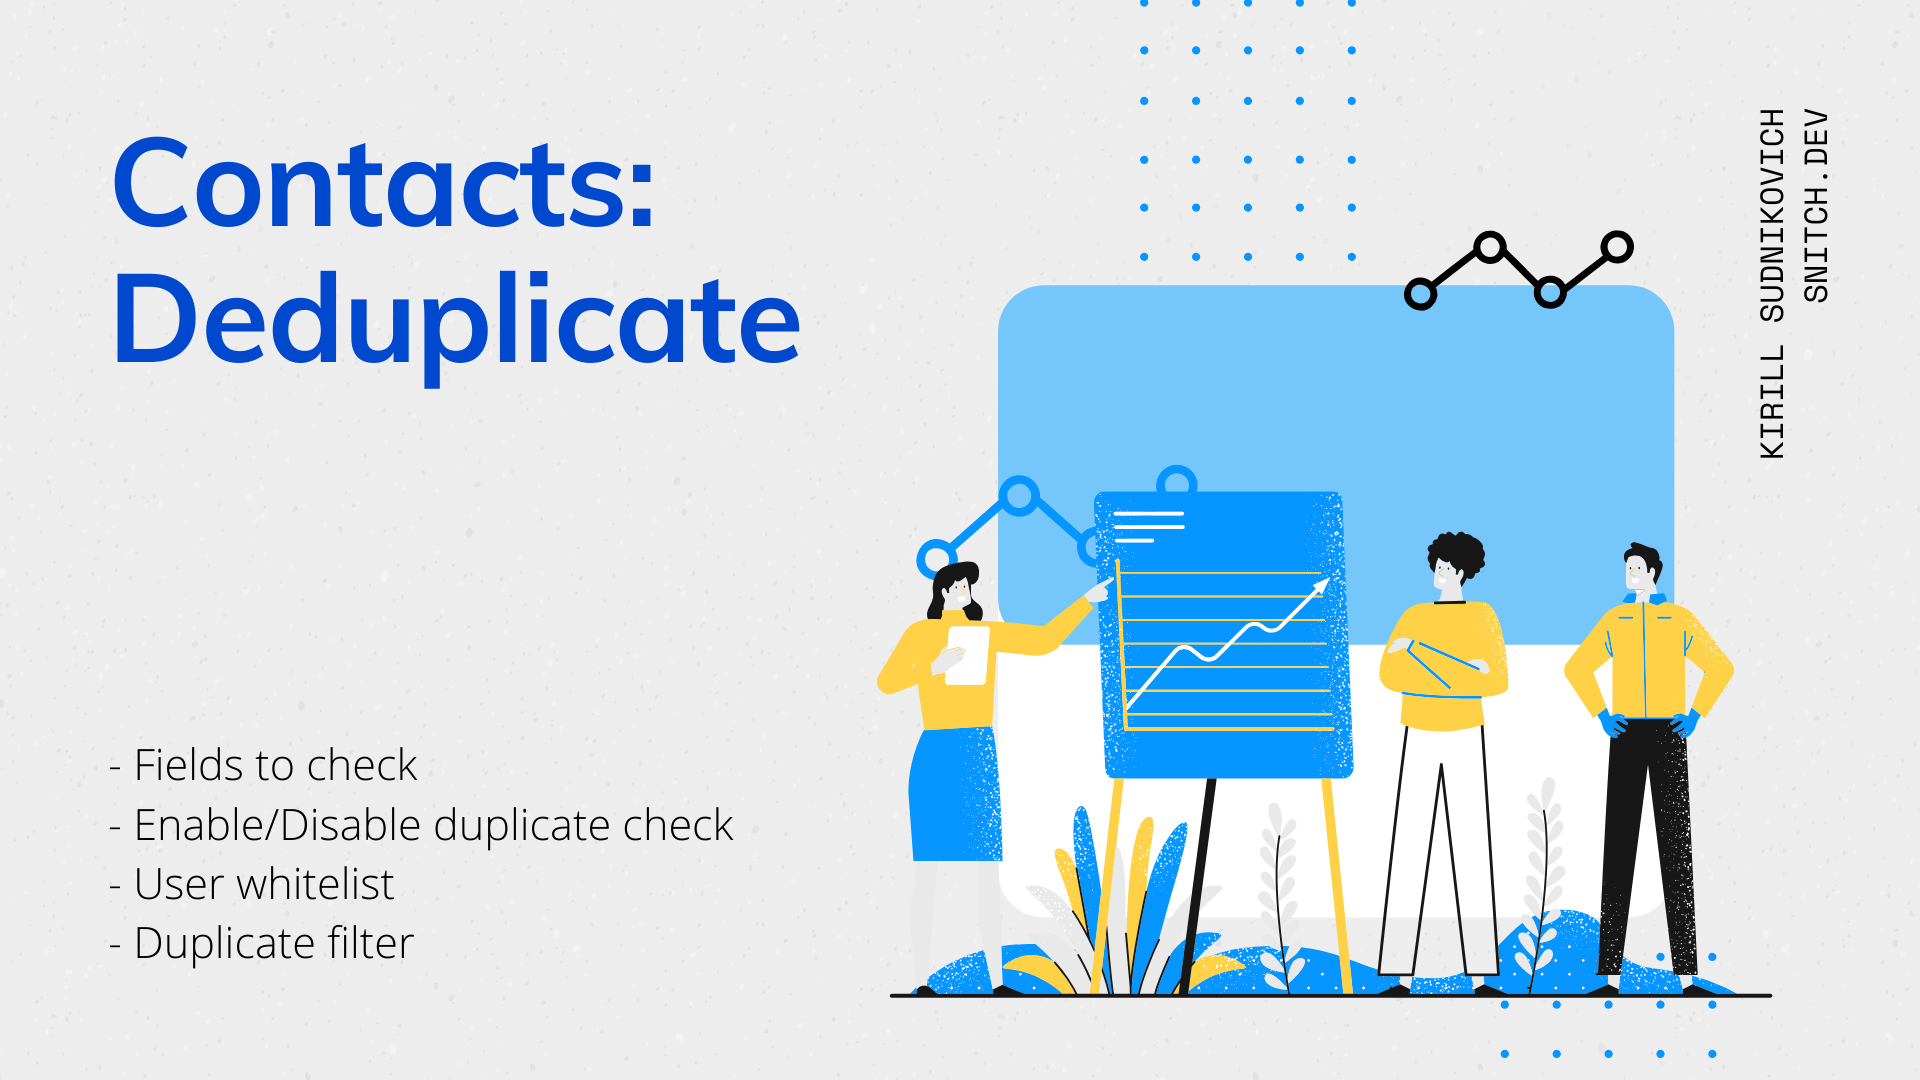 Contacts:
Deduplicate
- Fields to check
- Enable/Disable duplicate check
- User whitelist
- Duplicate filter
KIRILL SUDNIKOVICH
SNITCH.DEV